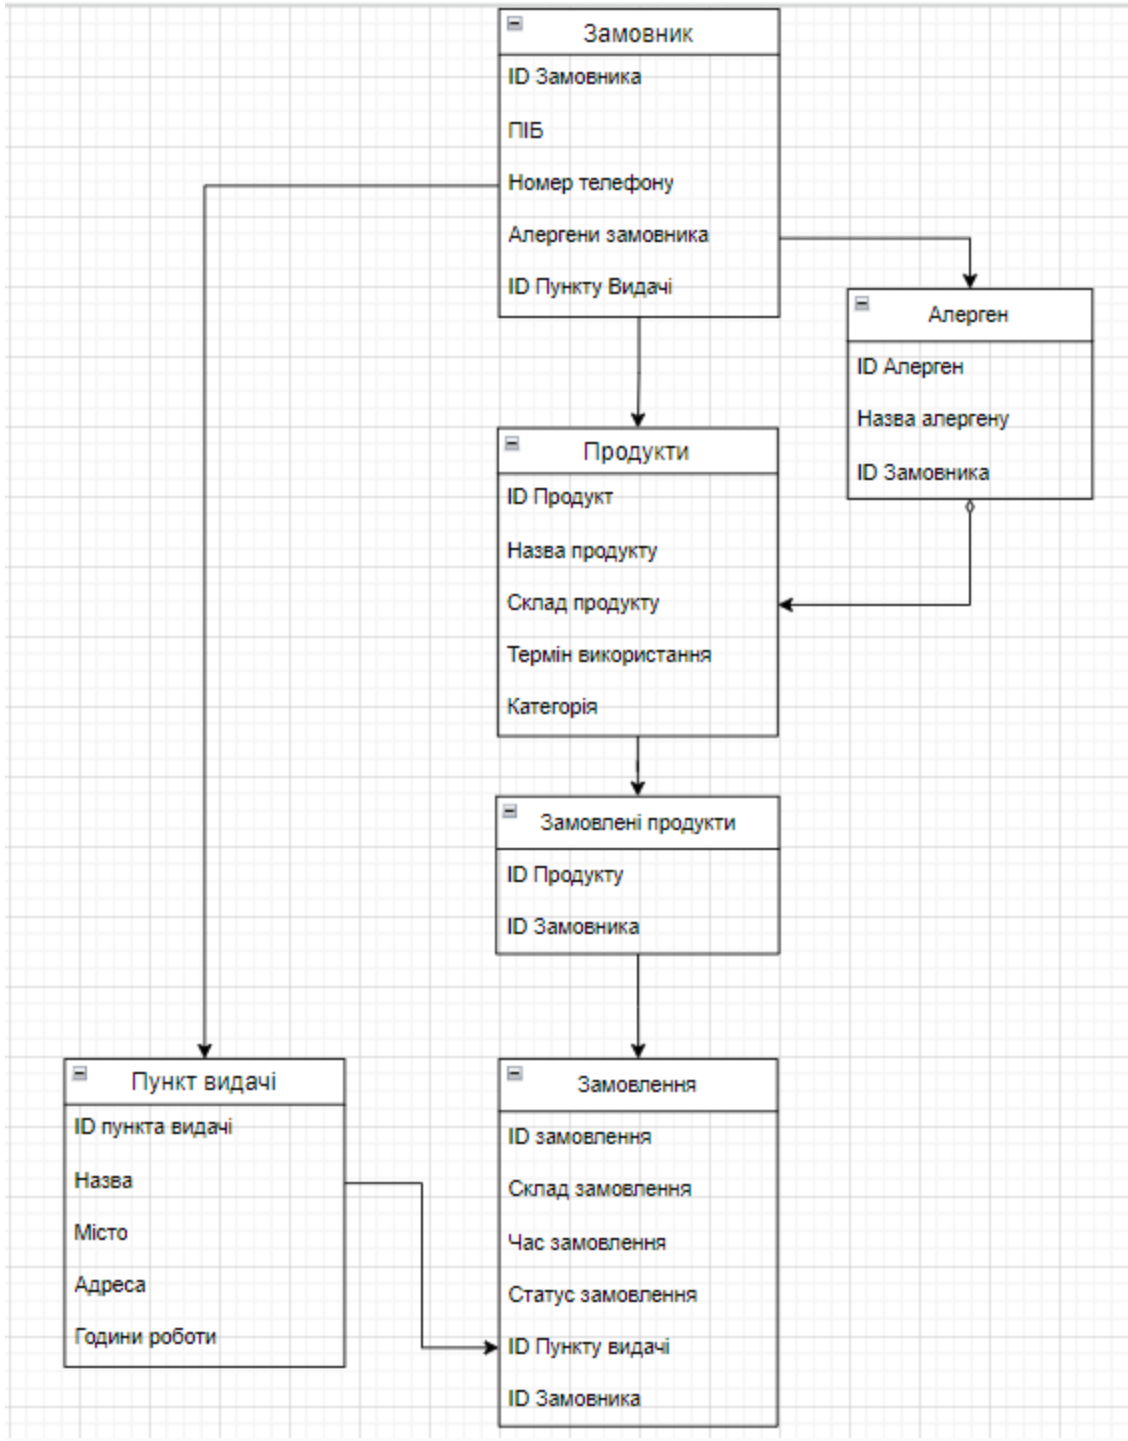 Замовник
ID Замовника
ПІБ
Номер телефону
Алергени замовника
ID Пункту Видачі
Алерген
ID Алерген
Назва алергену
ID Замовника
Продукти
ID Продукт
Назва продукту
Склад продукту
Термін використання
Категорія
Замовлені продукти
ID Продукту
ID Замовника
Пункт видачі
ID пункта видачі
Назва
Місто
Адреса
Години роботи
Замовлення
ID замовлення
Склад замовлення
Час замовлення
Статус замовлення
ID Пункту видачі
ID Замовника